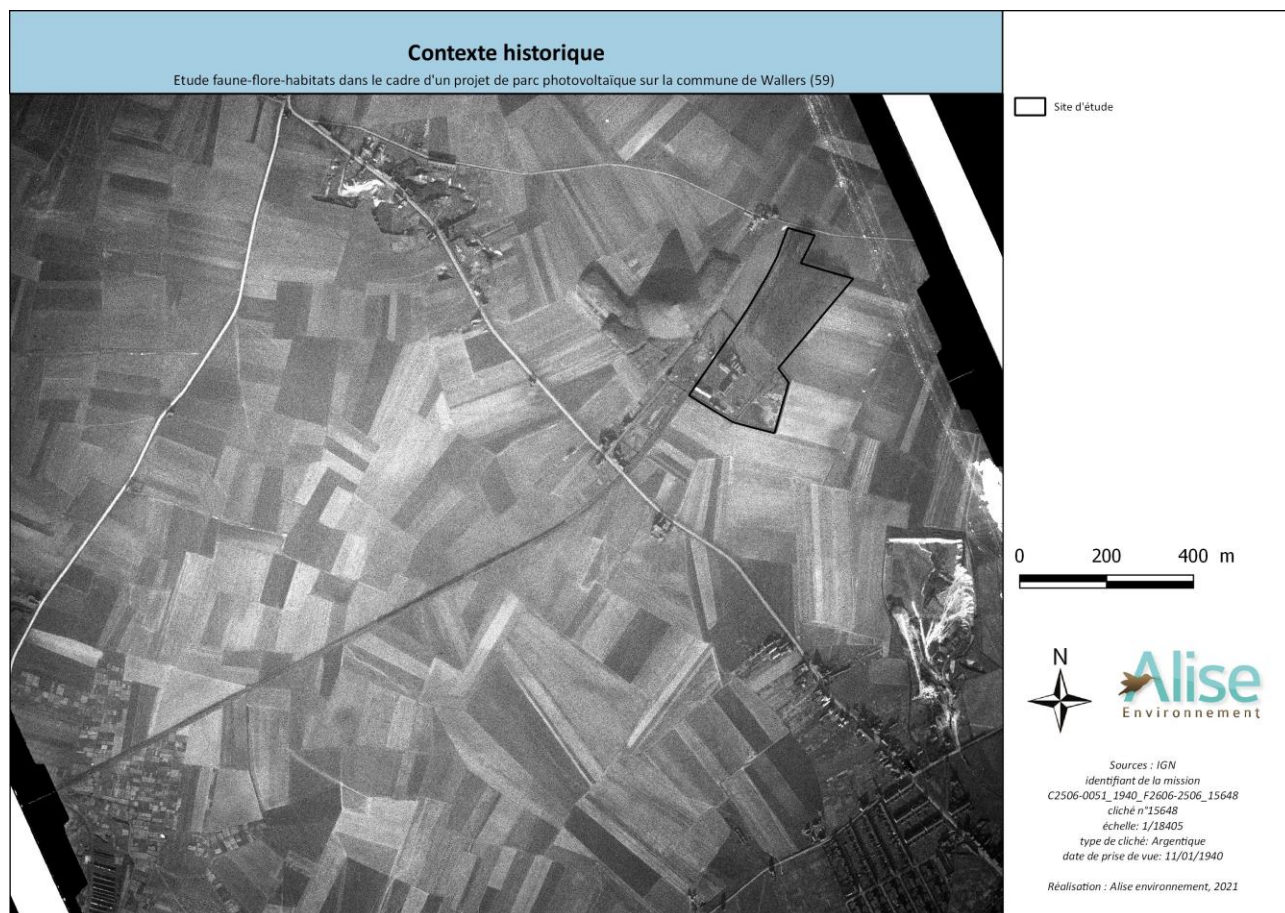 Contexte historique
Etude faune-flore-habitats dans le cadre d'un projet de parc photovoltaïque sur la commune de Wallers (59)
Site d'étude
0 200 400 m
N
Alise
Environnement
Sources : IGN
identifiant de la mission
C2506-0051_1940_F2606-2506_15648
cliché n°15648
échelle: 1/18405
type de cliché: Argentique
date de prise de vue: 11/01/1940
Réalisation : Alise environnement, 2021